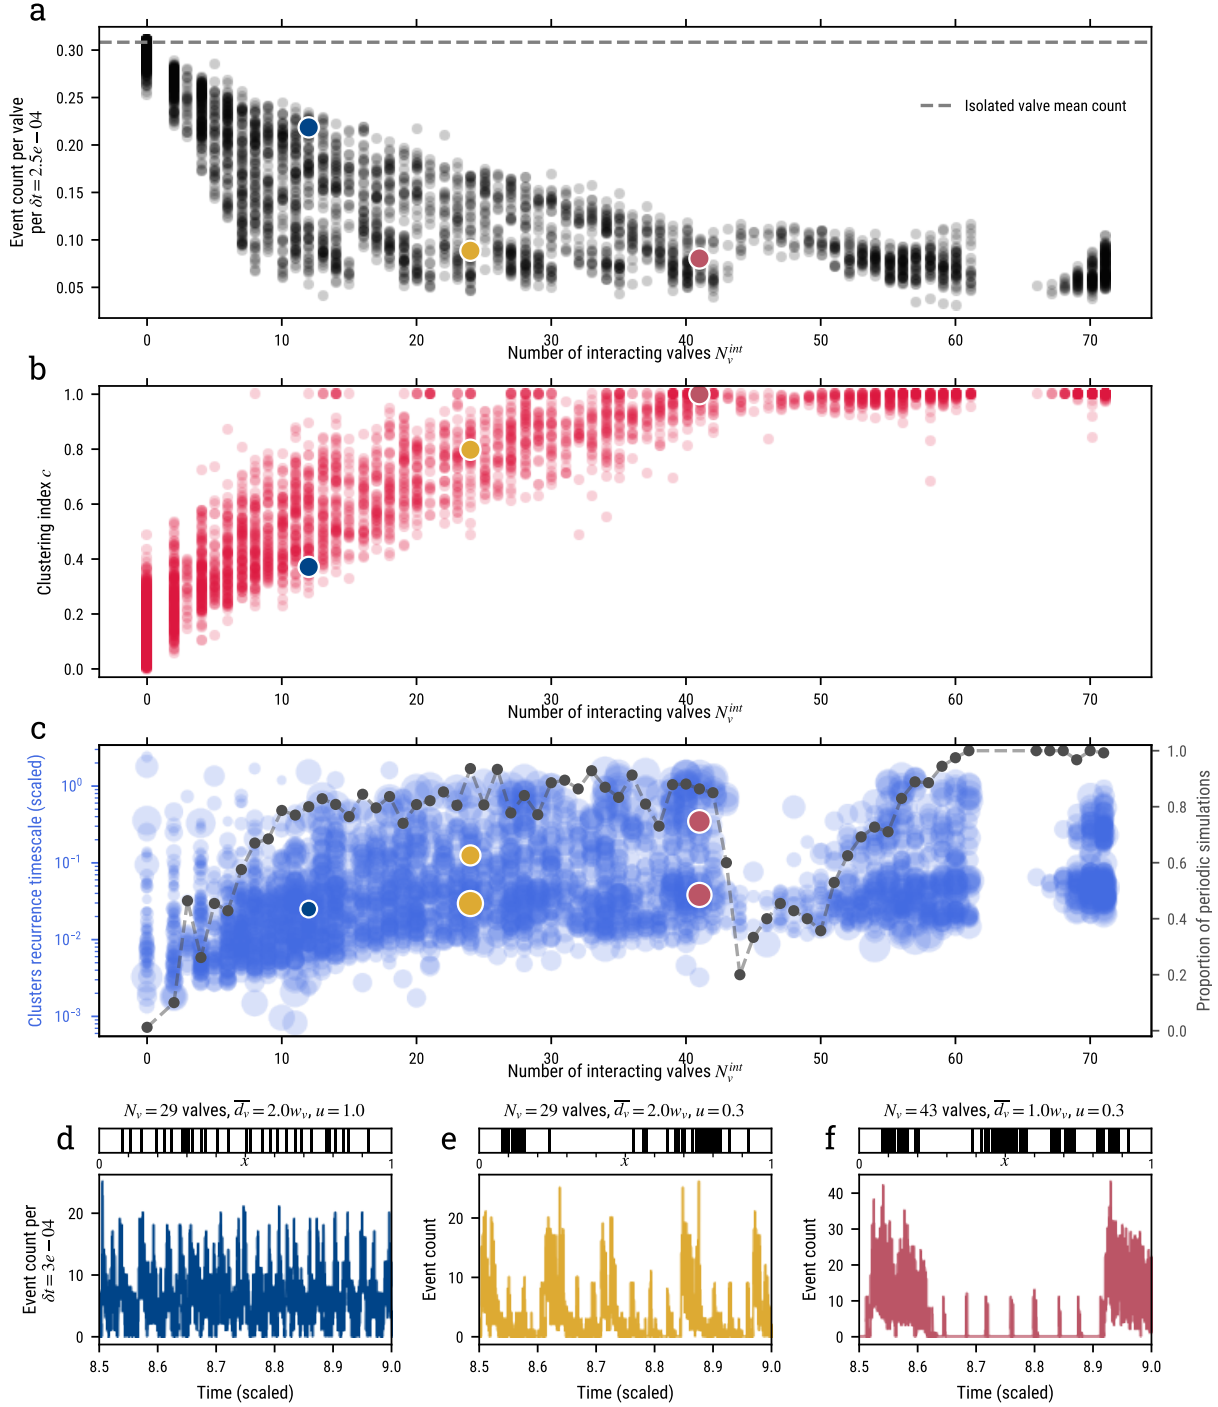 a
0.30
0.25
0.20
0.15
0.10
0.05
Event count per valve
per δt = 2.5e − 04
Isolated valve mean count
0 10 20 30 40 50 60 70
Number of interacting valves N_v^int
b
1.0
0.8
0.6
0.4
0.2
0.0
Clustering index c
0 10 20 30 40 50 60 70
Number of interacting valves N_v^int
c
10^0
10^−1
10^−2
10^−3
Clusters recurrence timescale (scaled)
1.0
0.8
0.6
0.4
0.2
0.0
Proportion of periodic simulations
0 10 20 30 40 50 60 70
Number of interacting valves N_v^int
N_v = 29 valves, d_v = 2.0w_v, u = 1.0
d
0 x 1
20
10
0
Event count per
δt = 3e − 04
8.5 8.6 8.7 8.8 8.9 9.0
Time (scaled)
N_v = 29 valves, d_v = 2.0w_v, u = 0.3
e
0 x 1
20
10
0
Event count
8.5 8.6 8.7 8.8 8.9 9.0
Time (scaled)
N_v = 43 valves, d_v = 1.0w_v, u = 0.3
f
0 x 1
40
30
20
10
0
Event count
8.5 8.6 8.7 8.8 8.9 9.0
Time (scaled)